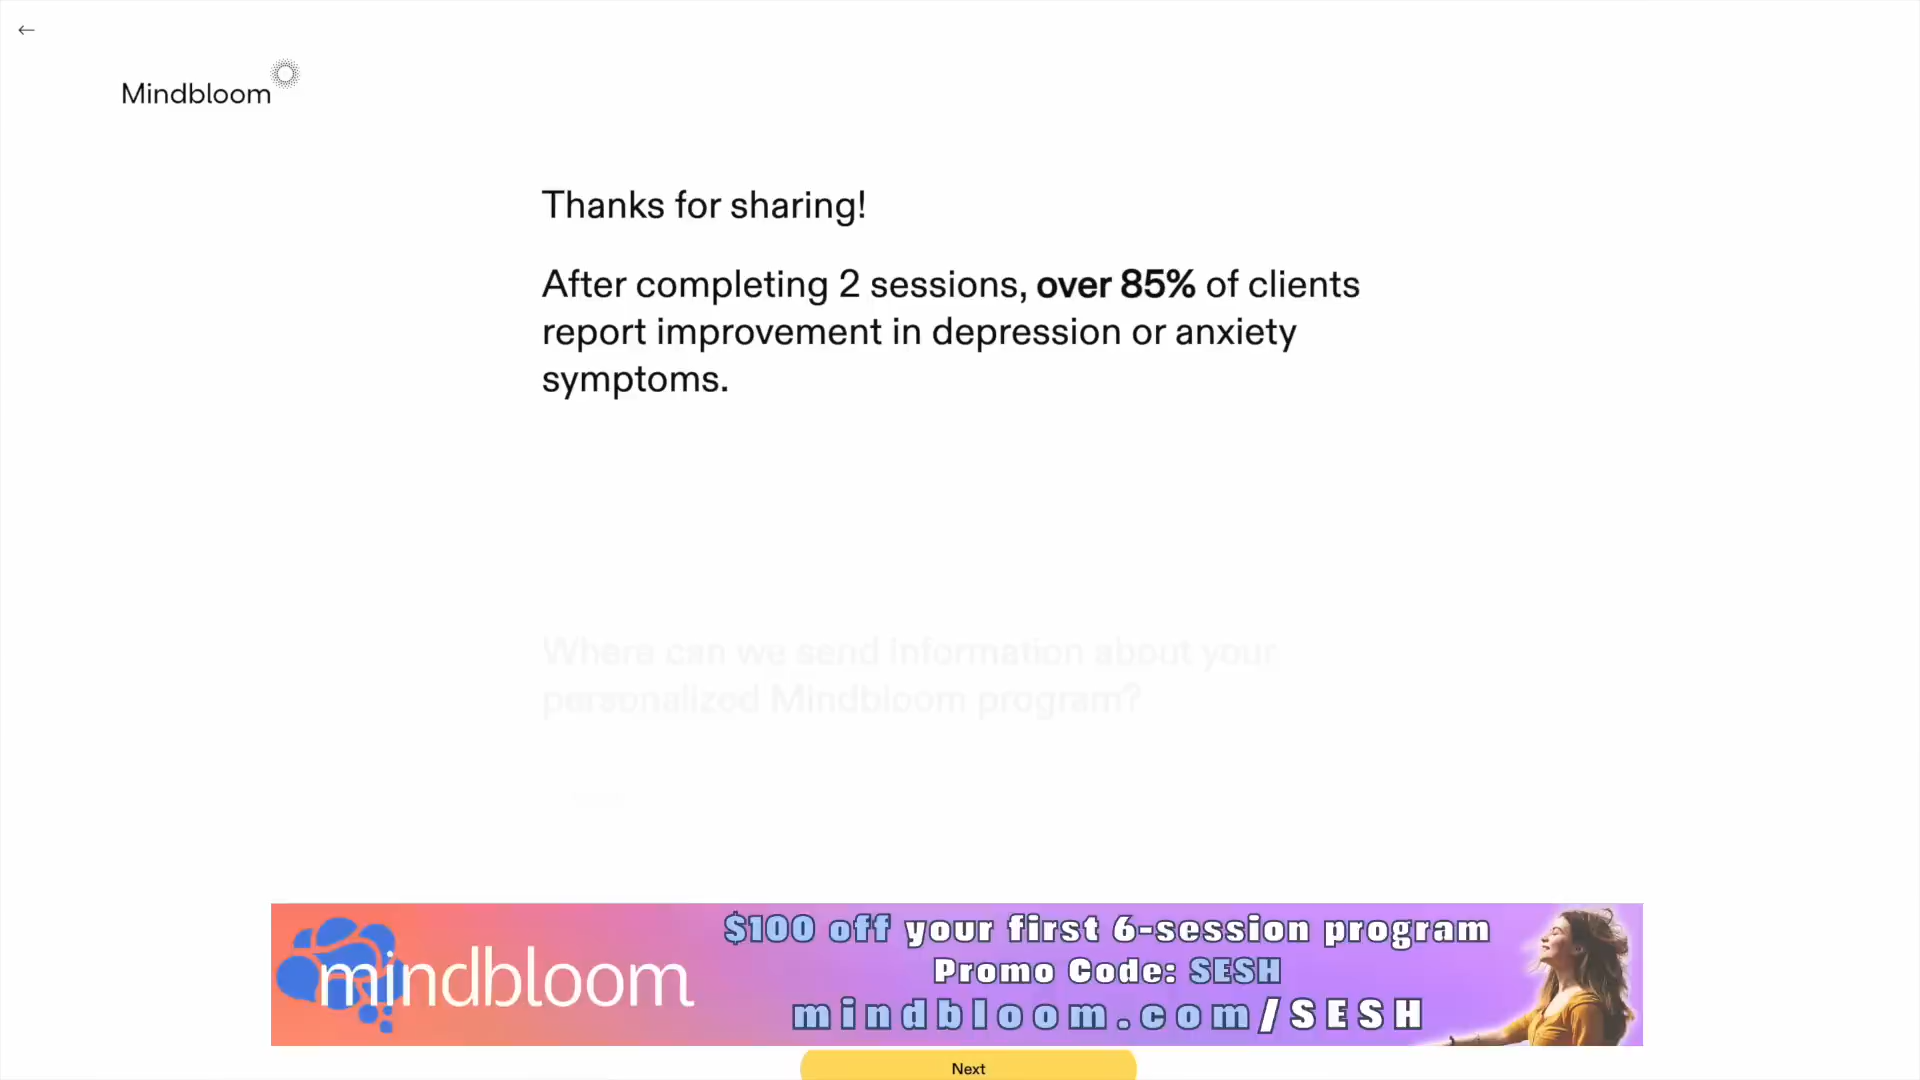 Mindbloom
Thanks for sharing!
After completing 2 sessions, over 85% of clients
report improvement in depression or anxiety
symptoms.
Where can we send information about your
personalized Mindbloom program?
mindbloom
$100 off your first 6-session program
Promo Code: SESH
mindbloom.com/SESH
Next